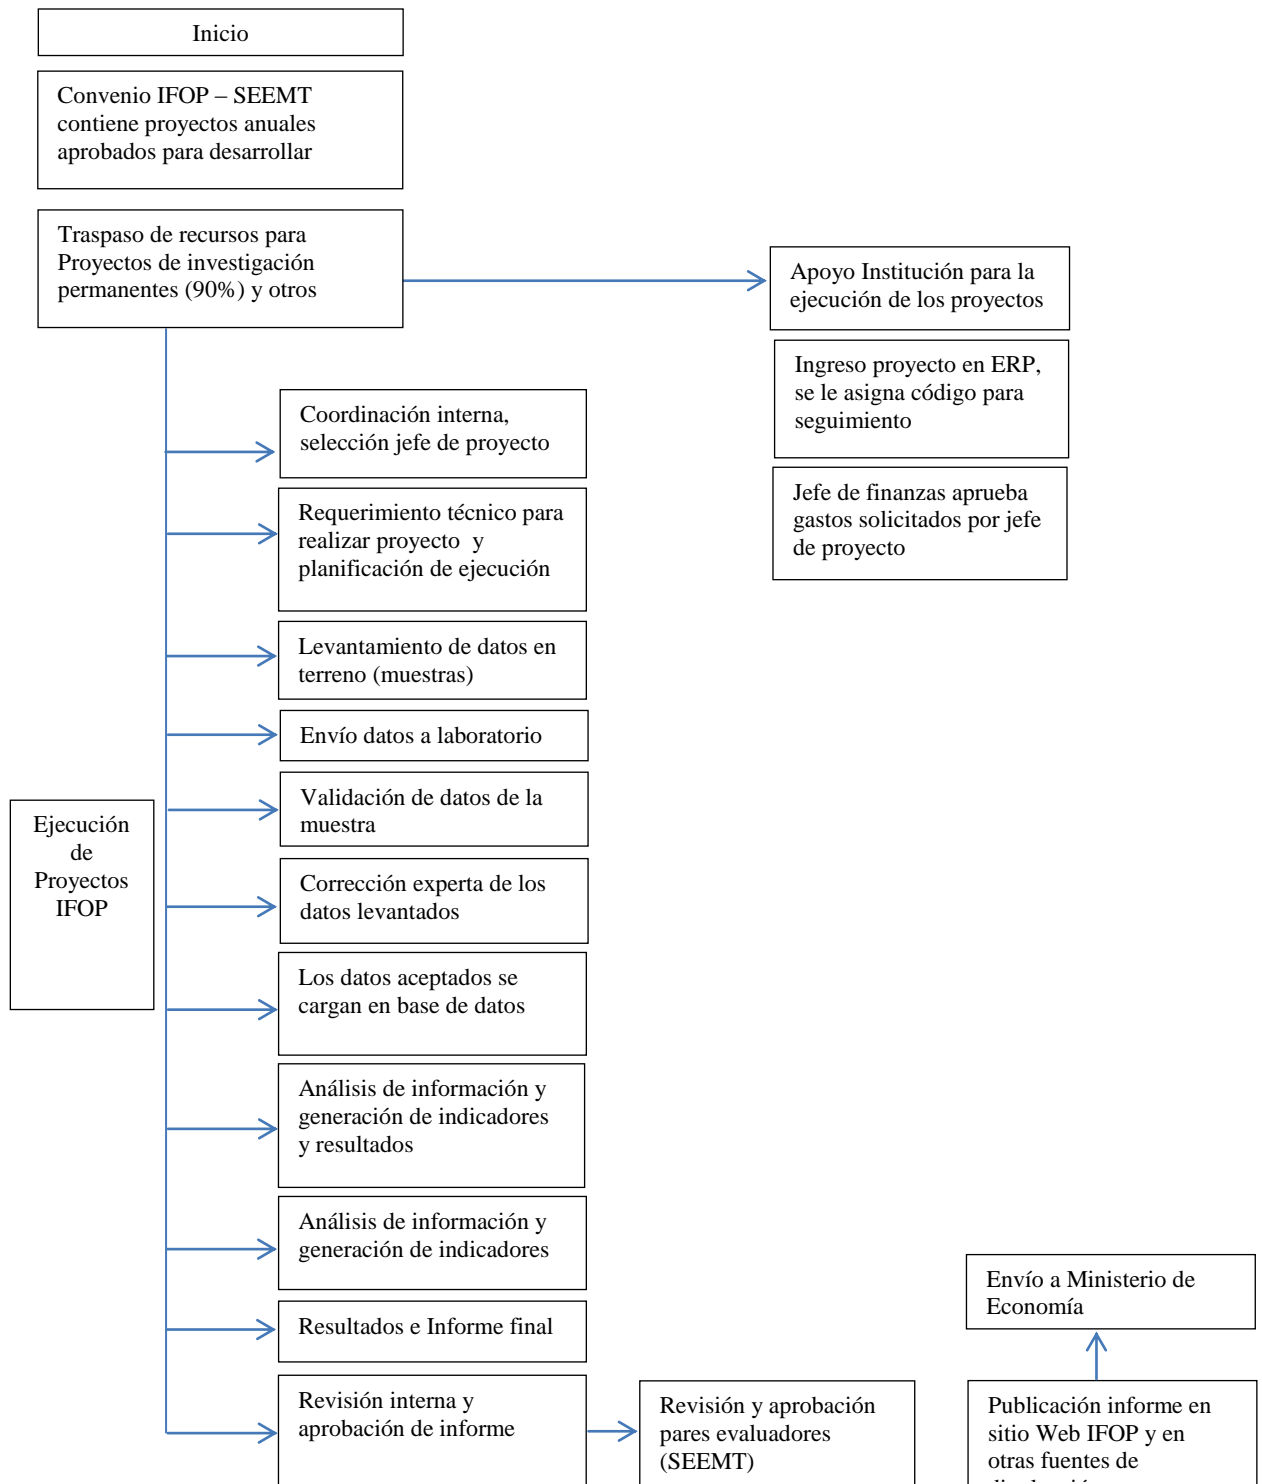 Inicio
Convenio IFOP – SEEMT
contiene proyectos anuales
aprobados para desarrollar
Traspaso de recursos para
Proyectos de investigación
permanentes (90%) y otros
Apoyo Institución para la
ejecución de los proyectos
Ingreso proyecto en ERP,
se le asigna código para
seguimiento
Jefe de finanzas aprueba
gastos solicitados por jefe
de proyecto
Coordinación interna,
selección jefe de proyecto
Requerimiento técnico para
realizar proyecto y
planificación de ejecución
Levantamiento de datos en
terreno (muestras)
Envío datos a laboratorio
Validación de datos de la
muestra
Ejecución
de
Proyectos
IFOP
Corrección experta de los
datos levantados
Los datos aceptados se
cargan en base de datos
Análisis de información y
generación de indicadores
y resultados
Análisis de información y
generación de indicadores
Resultados e Informe final
Revisión interna y
aprobación de informe
Revisión y aprobación
pares evaluadores
(SEEMT)
Envío a Ministerio de
Economía
Publicación informe en
sitio Web IFOP y en
otras fuentes de